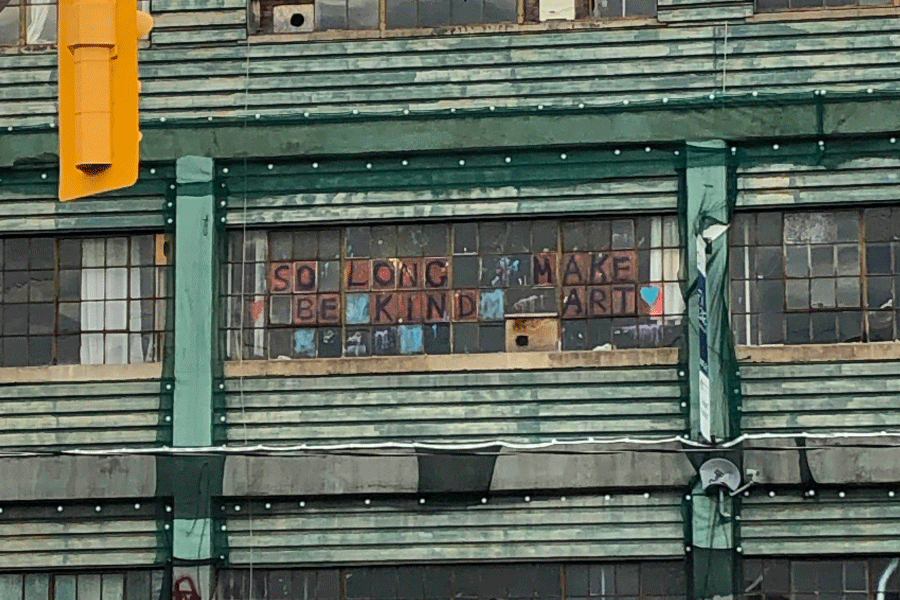 SO LONG MAKE
BE KIND ART